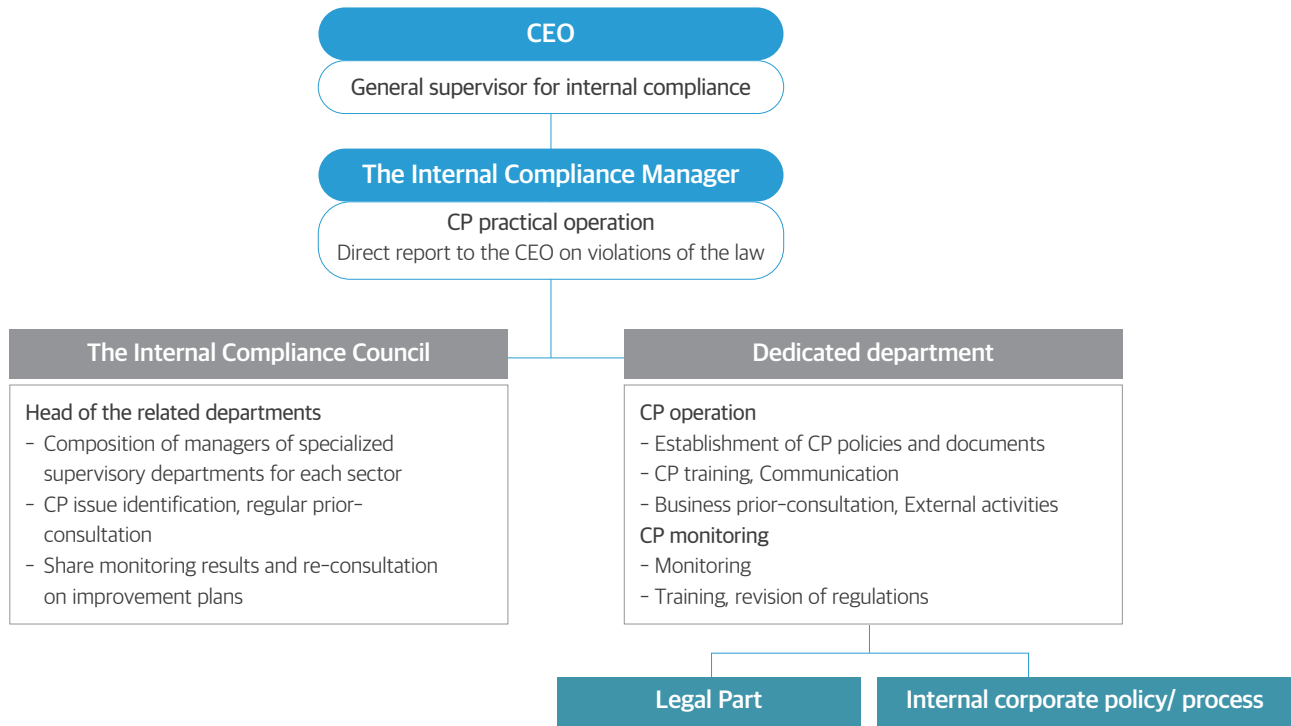 CEO
General supervisor for internal compliance
The Internal Compliance Manager
CP practical operation
Direct report to the CEO on violations of the law
The Internal Compliance Council
Head of the related departments
- Composition of managers of specialized
supervisory departments for each sector
- CP issue identification, regular prior-
consultation
- Share monitoring results and re-consultation
on improvement plans
Dedicated department
CP operation
- Establishment of CP policies and documents
- CP training, Communication
- Business prior-consultation, External activities
CP monitoring
- Monitoring
- Training, revision of regulations
Legal Part
Internal corporate policy/ process